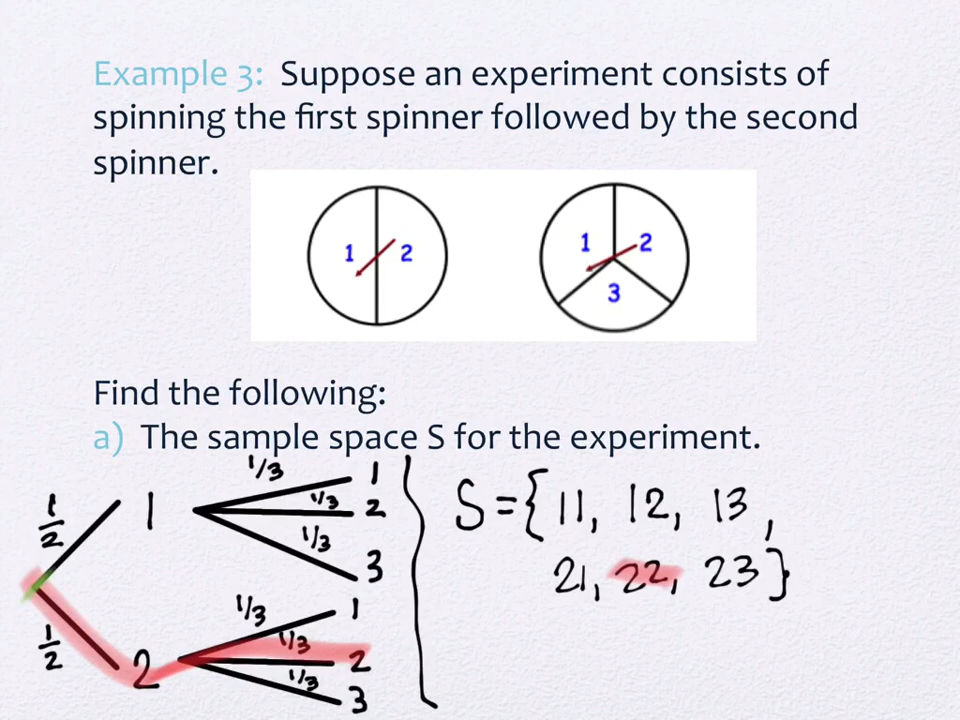 Example 3: Suppose an experiment consists of
spinning the first spinner followed by the second
spinner.
1 2
1 2
3
Find the following:
a) The sample space S for the experiment.
1/2 1 1/3 1
1/3 2
1/3 3
1/2 2 1/3 1
1/3 2
1/3 3
S={11, 12, 13,
21, 22, 23}